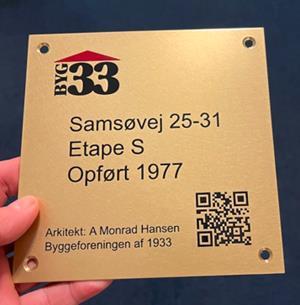 BYG
33
Samsøvej 25-31
Etape S
Opført 1977
Arkitekt: A Monrad Hansen
Byggeforeningen af 1933